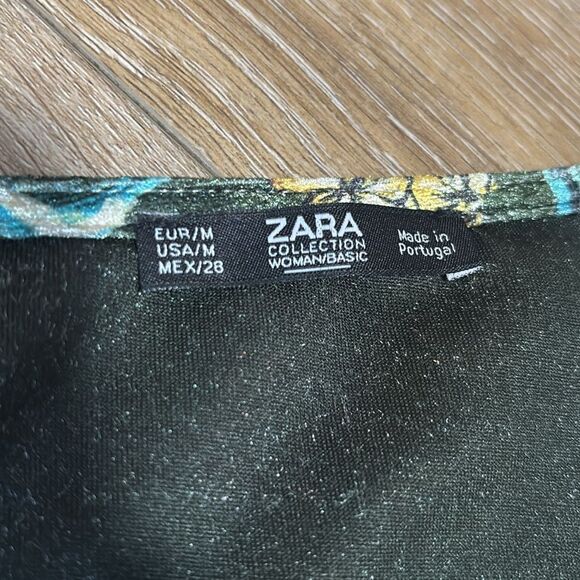 EUR/M
USA/M
MEX/28
ZARA
COLLECTION
WOMAN/BASIC
Made in
Portugal